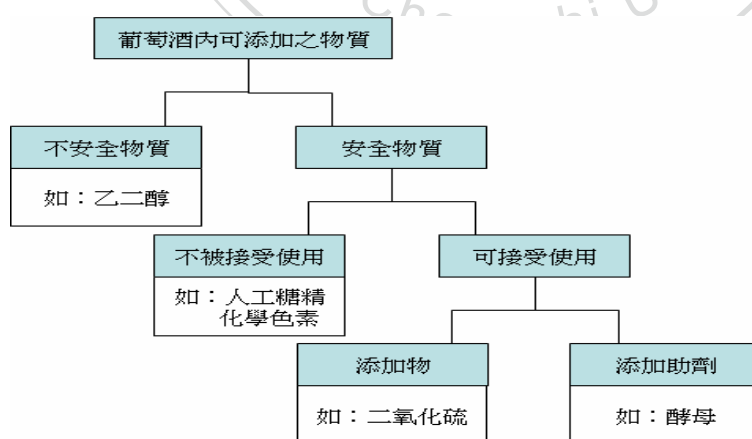 葡萄酒內可添加之物質
不安全物質
安全物質
如：乙二醇
不被接受使用
可接受使用
如：人工糖精
化學色素
添加物
添加助劑
如：二氧化硫
如：酵母